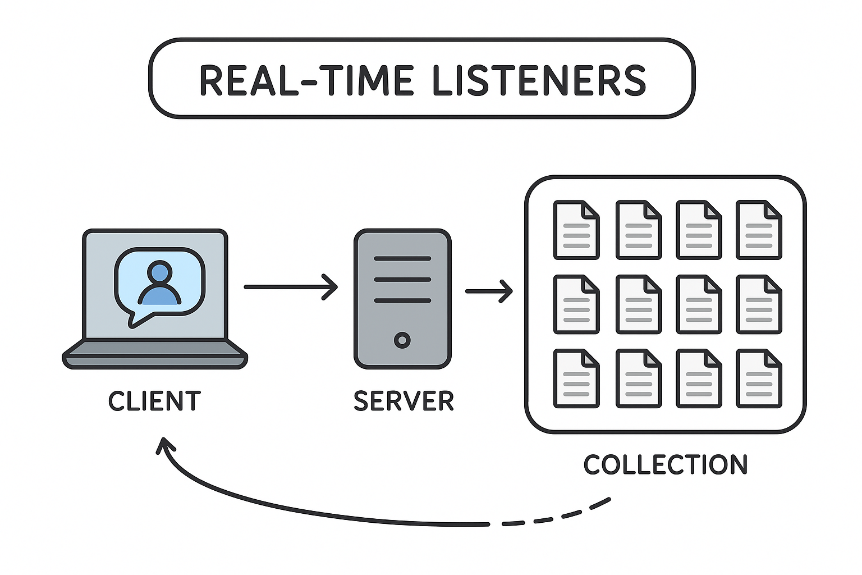 REAL-TIME LISTENERS
CLIENT
SERVER
COLLECTION